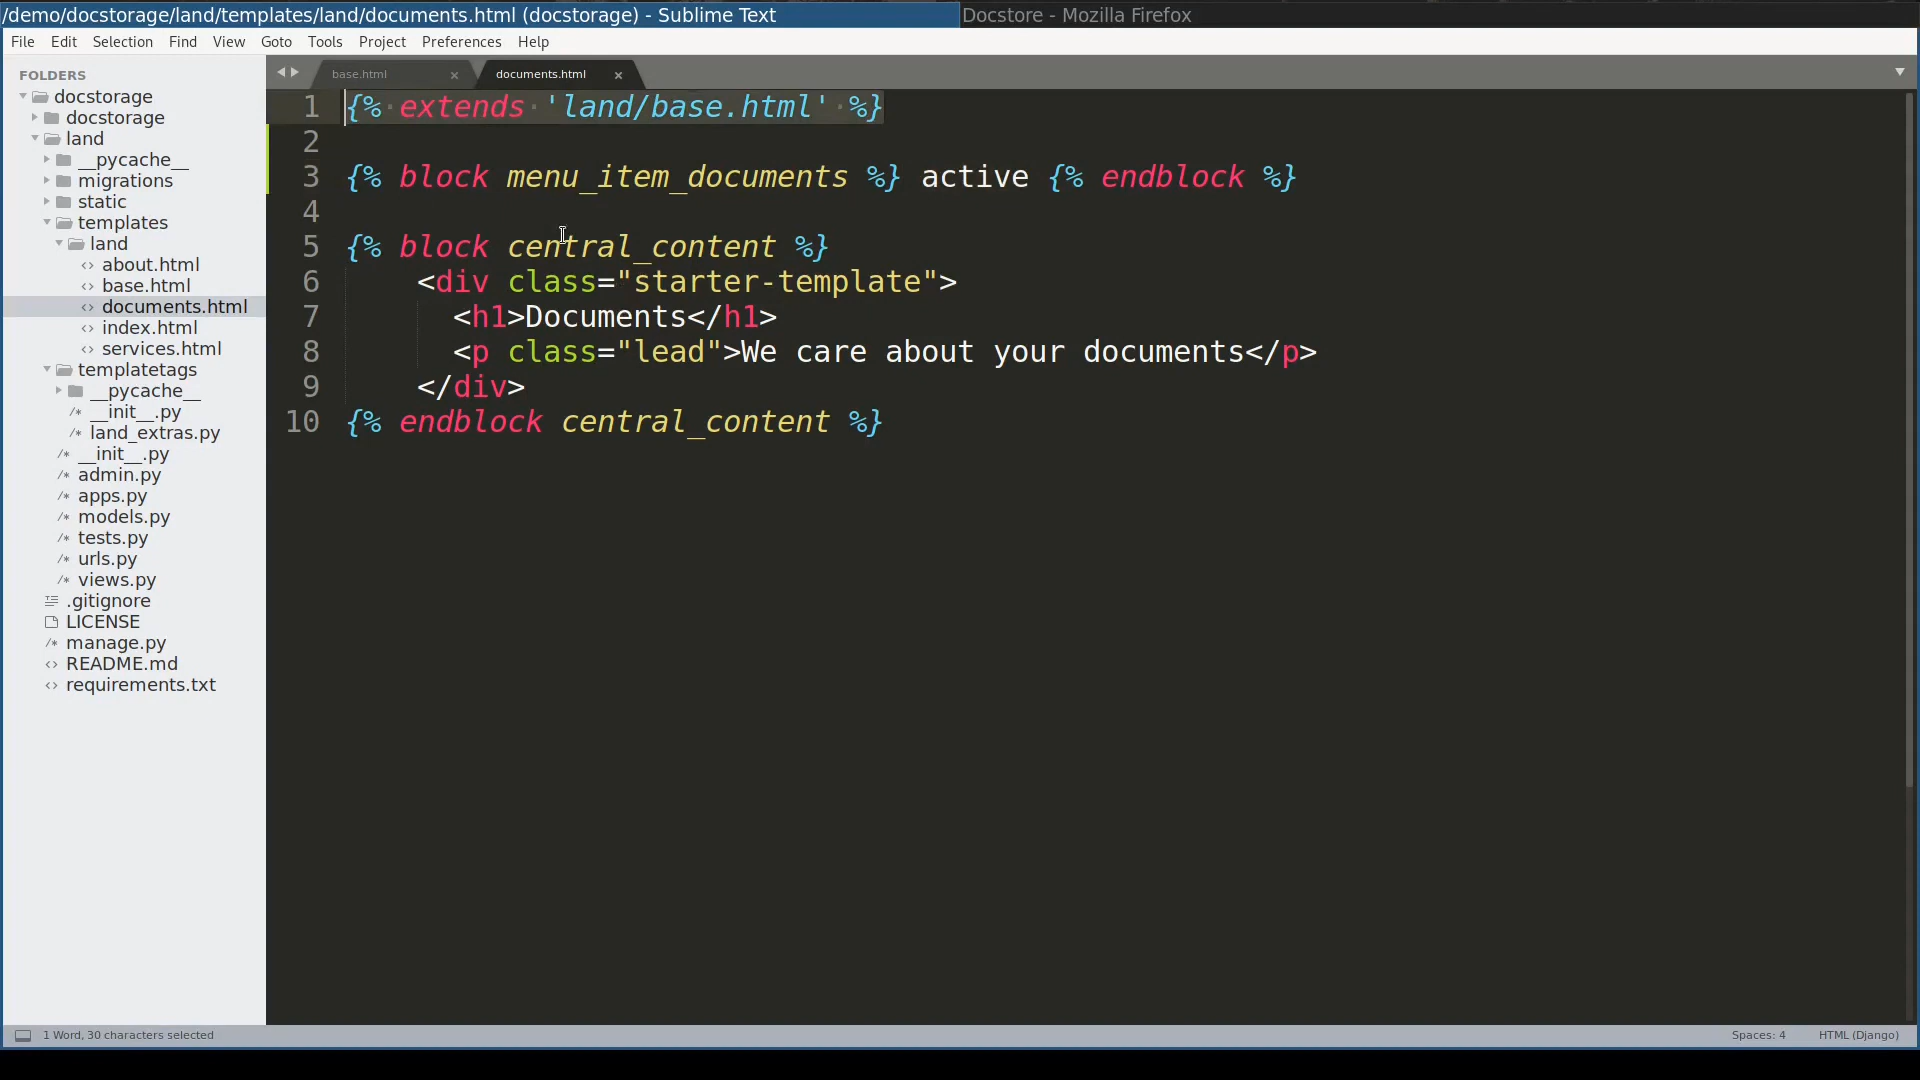 /demo/docstorage/land/templates/land/documents.html (docstorage) - Sublime Text
Docstore - Mozilla Firefox
File Edit Selection Find View Goto Tools Project Preferences Help
FOLDERS
docstorage
docstorage
land
__pycache__
migrations
static
templates
land
about.html
base.html
documents.html
index.html
services.html
templatetags
__pycache__
__init__.py
land_extras.py
__init__.py
admin.py
apps.py
models.py
tests.py
urls.py
views.py
.gitignore
LICENSE
manage.py
README.md
requirements.txt
base.html ×
documents.html ×
1 {% extends 'land/base.html' %}
2
3 {% block menu_item_documents %} active {% endblock %}
4
5 {% block central_content %}
6 <div class="starter-template">
7 <h1>Documents</h1>
8 <p class="lead">We care about your documents</p>
9 </div>
10 {% endblock central_content %}
1 Word, 30 characters selected
Spaces: 4
HTML (Django)